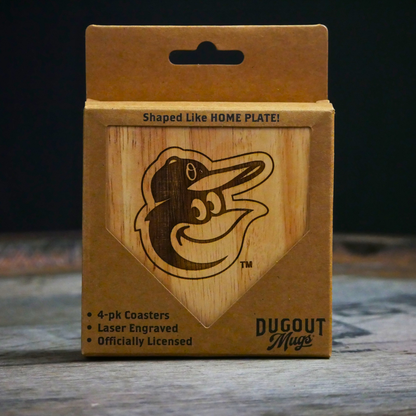 Shaped Like HOME PLATE!
TM
• 4-pk Coasters
• Laser Engraved
• Officially Licensed
DUGOUT
Mugs